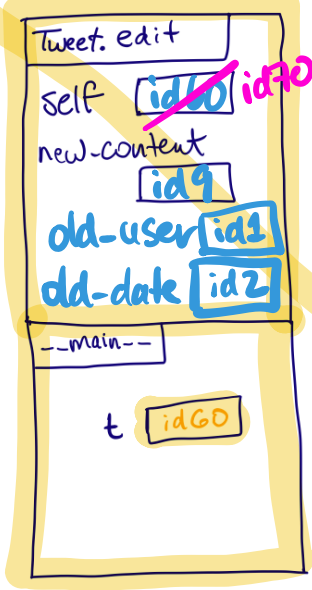 Tweet. edit
self id60 id70
new-content
id9
old-user id1
old-date id2
__main__
t id60